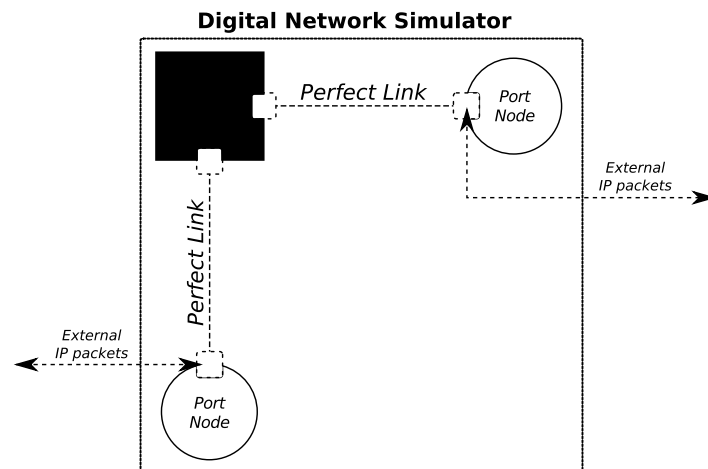 Digital Network Simulator
Perfect Link
Port
Node
External
IP packets
Perfect Link
External
IP packets
Port
Node